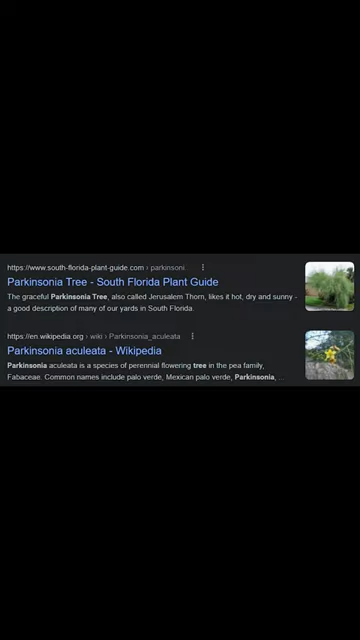 https://www.south-florida-plant-guide.com › parkinsoni
Parkinsonia Tree - South Florida Plant Guide
The graceful Parkinsonia Tree, also called Jerusalem Thorn, likes it hot, dry and sunny -
a good description of many of our yards in South Florida.
https://en.wikipedia.org › wiki › Parkinsonia_aculeata
Parkinsonia aculeata - Wikipedia
Parkinsonia aculeata is a species of perennial flowering tree in the pea family,
Fabaceae. Common names include palo verde, Mexican palo verde, Parkinsonia, ...